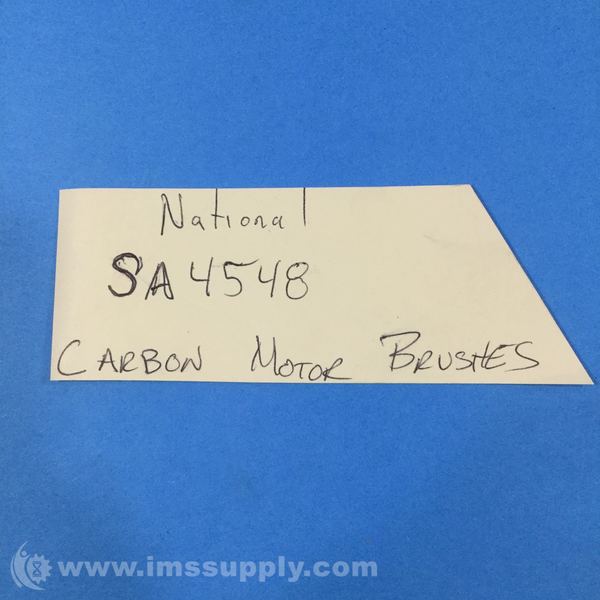 National
SA4548
CARBON MOTOR BRUSHES
www.imssupply.com